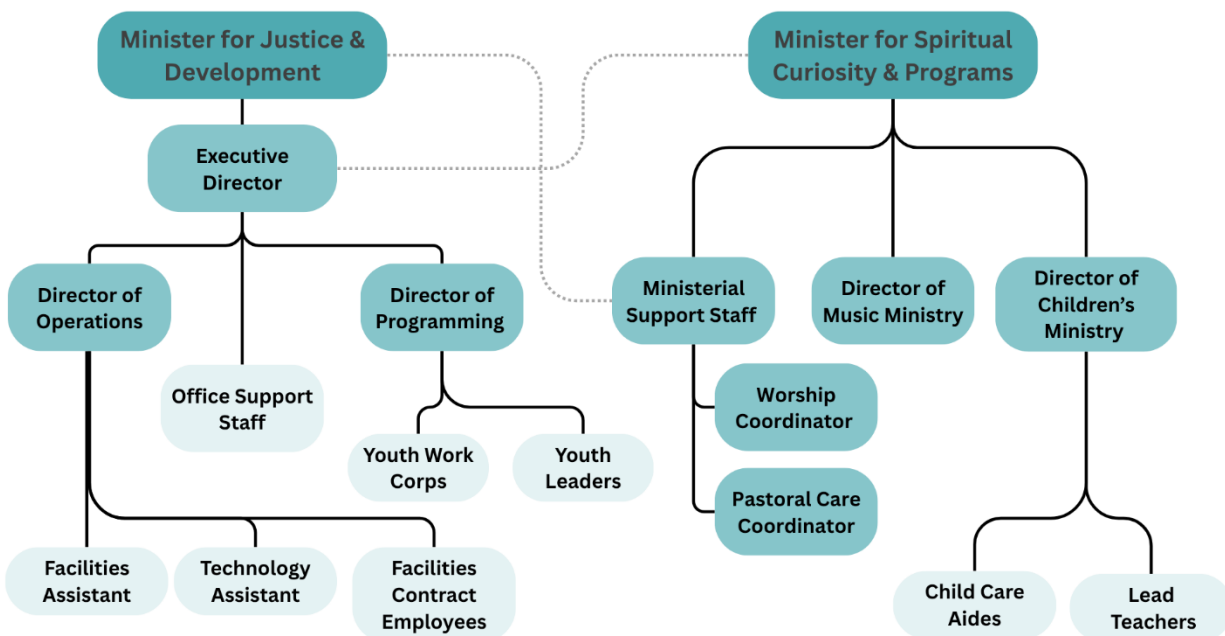 Minister for Justice &
Development
Minister for Spiritual
Curiosity & Programs
Executive
Director
Director of
Operations
Director of
Programming
Ministerial
Support Staff
Director of
Music Ministry
Director of
Children’s
Ministry
Office Support
Staff
Worship
Coordinator
Youth Work
Corps
Youth
Leaders
Pastoral Care
Coordinator
Facilities
Assistant
Technology
Assistant
Facilities
Contract
Employees
Child Care
Aides
Lead
Teachers